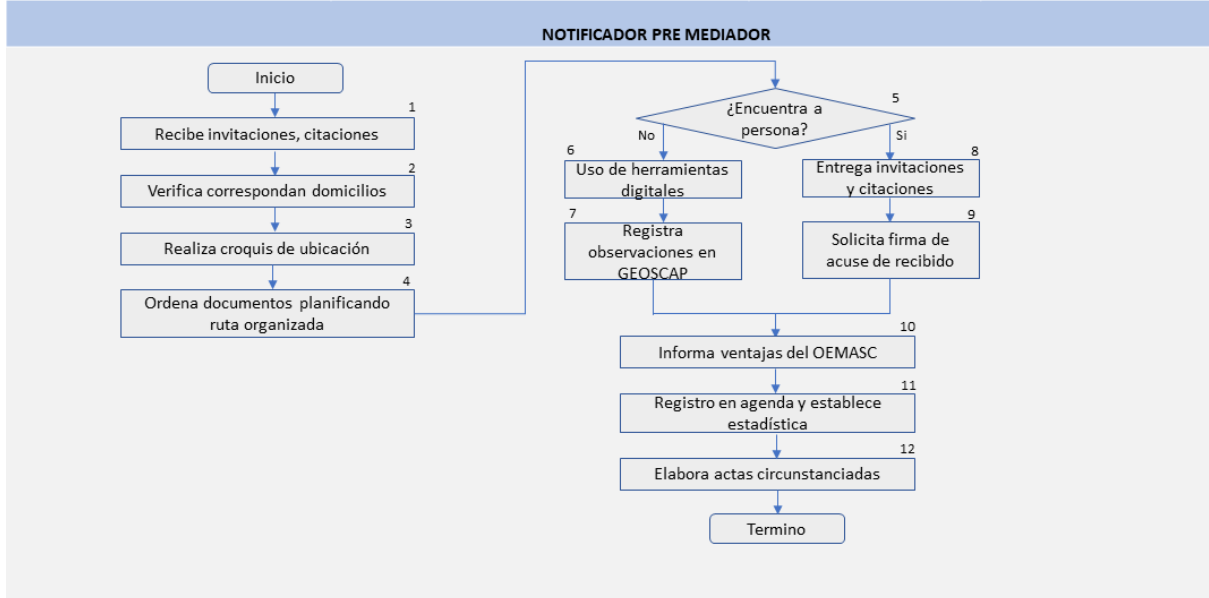 NOTIFICADOR PRE MEDIADOR
Inicio
1
Recibe invitaciones, citaciones
2
Verifica correspondan domicilios
3
Realiza croquis de ubicación
4
Ordena documentos planificando
ruta organizada
5
¿Encuentra a
persona?
No
Si
6
Uso de herramientas
digitales
7
Registra
observaciones en
GEOSCAP
8
Entrega invitaciones
y citaciones
9
Solicita firma de
acuse de recibido
10
Informa ventajas del OEMASC
11
Registro en agenda y establece
estadística
12
Elabora actas circunstanciadas
Termino